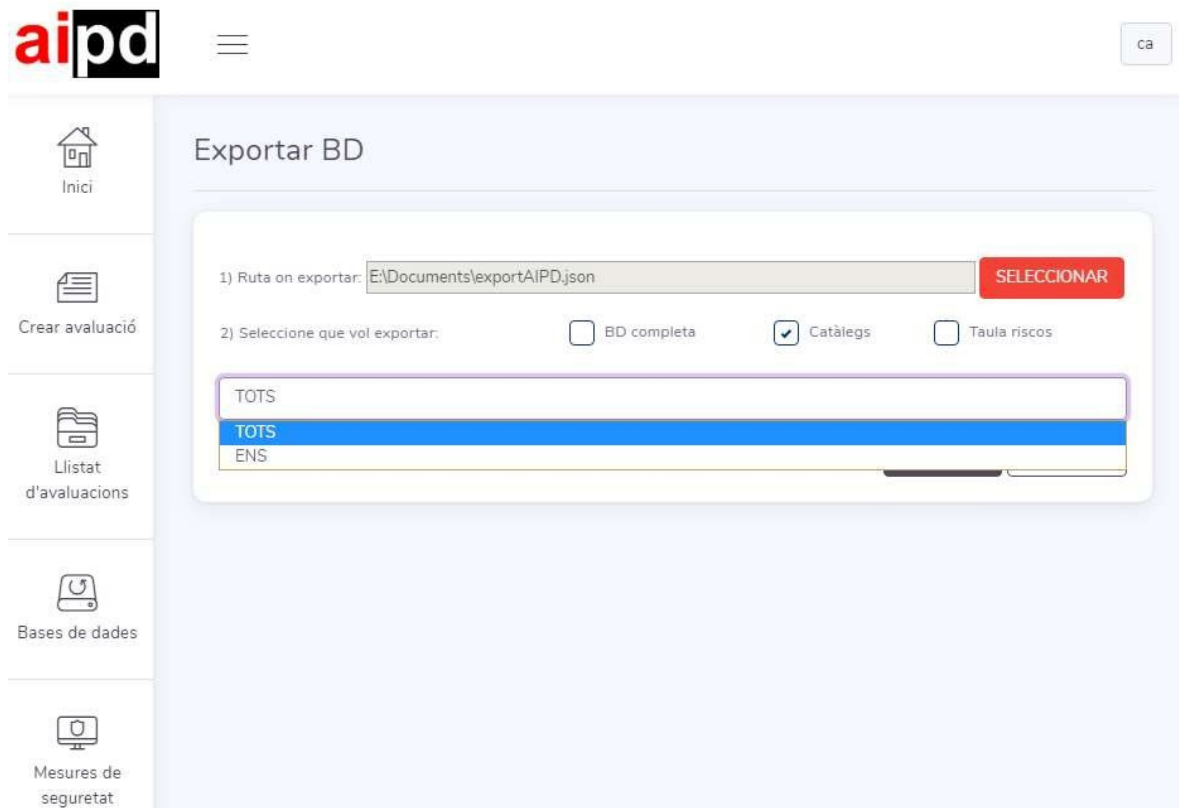 aipd
ca
Inici
Crear avaluació
Llistat
d'avaluacions
Bases de dades
Mesures de
seguretat
Exportar BD
1) Ruta on exportar: E:\Documents\exportAIPD.json SELECCIONAR
2) Seleccione que vol exportar: BD completa Catàlegs Taula riscos
TOTS
TOTS
ENS